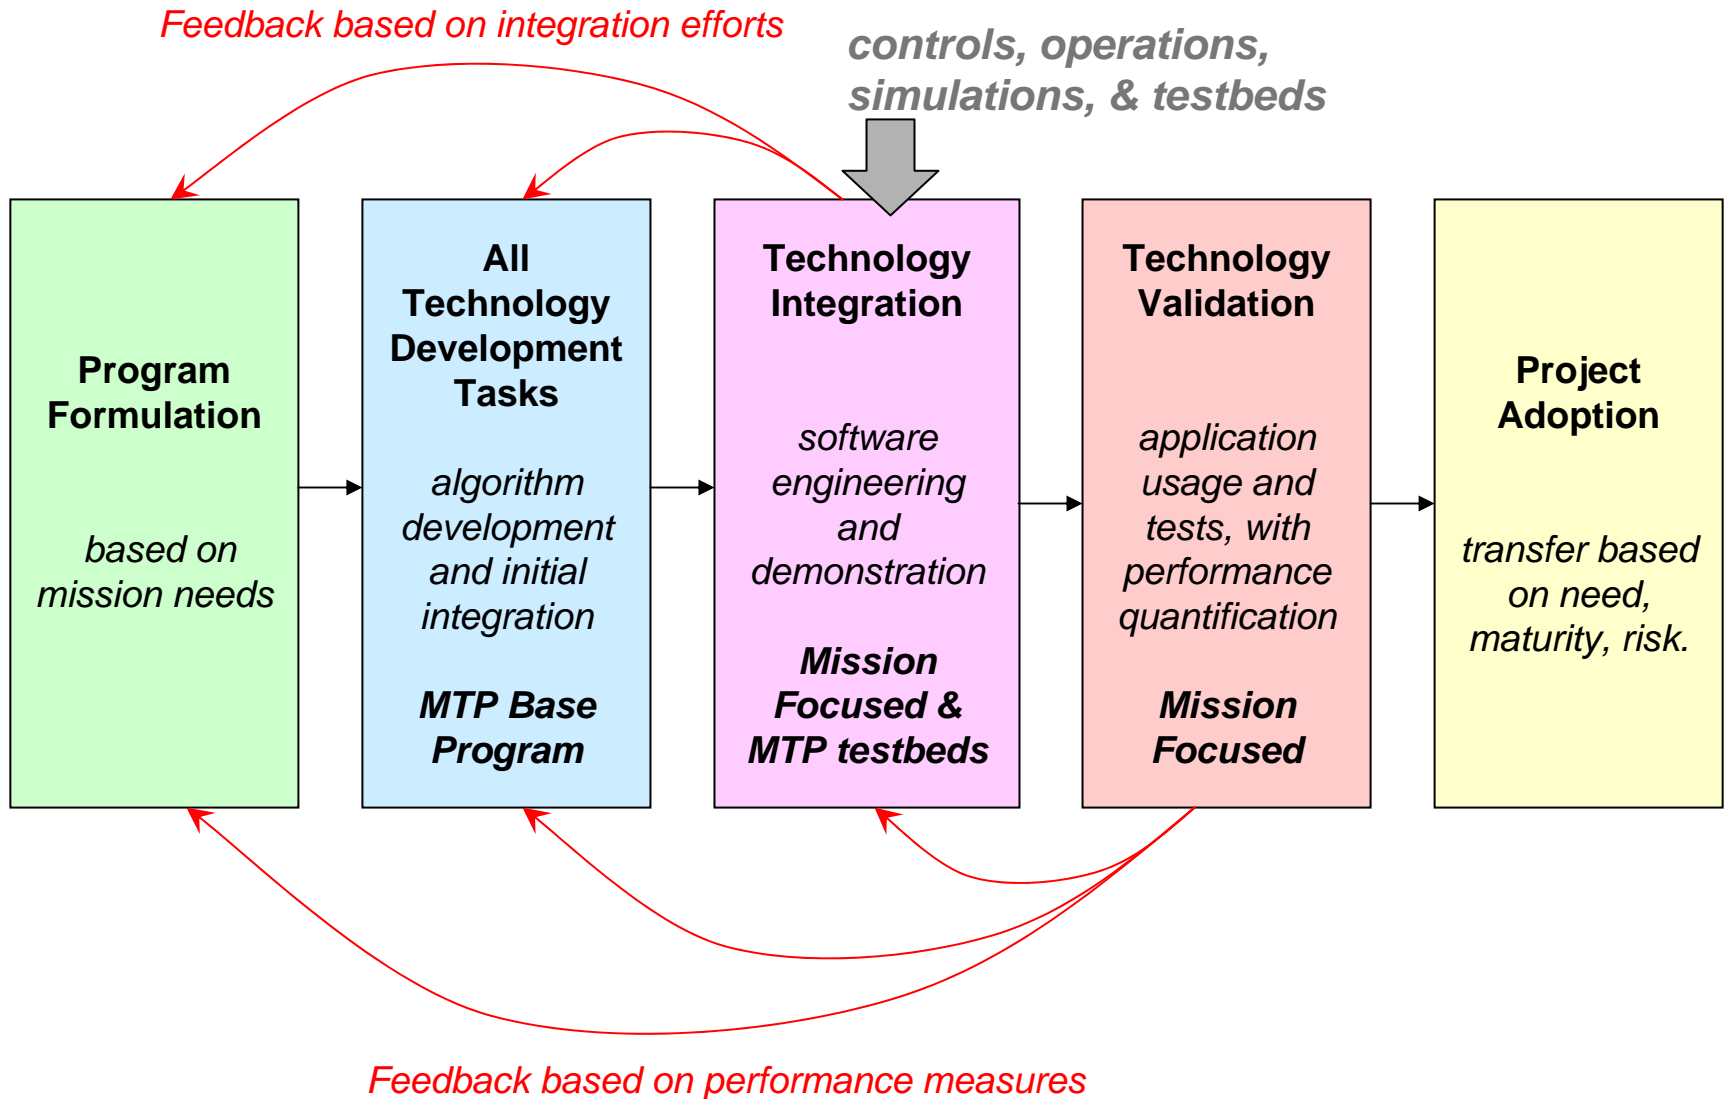 Feedback based on integration efforts
controls, operations,
simulations, & testbeds
Program
Formulation
based on
mission needs
All
Technology
Development
Tasks
algorithm
development
and initial
integration
MTP Base
Program
Technology
Integration
software
engineering
and
demonstration
Mission
Focused &
MTP testbeds
Technology
Validation
application
usage and
tests, with
performance
quantification
Mission
Focused
Project
Adoption
transfer based
on need,
maturity, risk.
Feedback based on performance measures